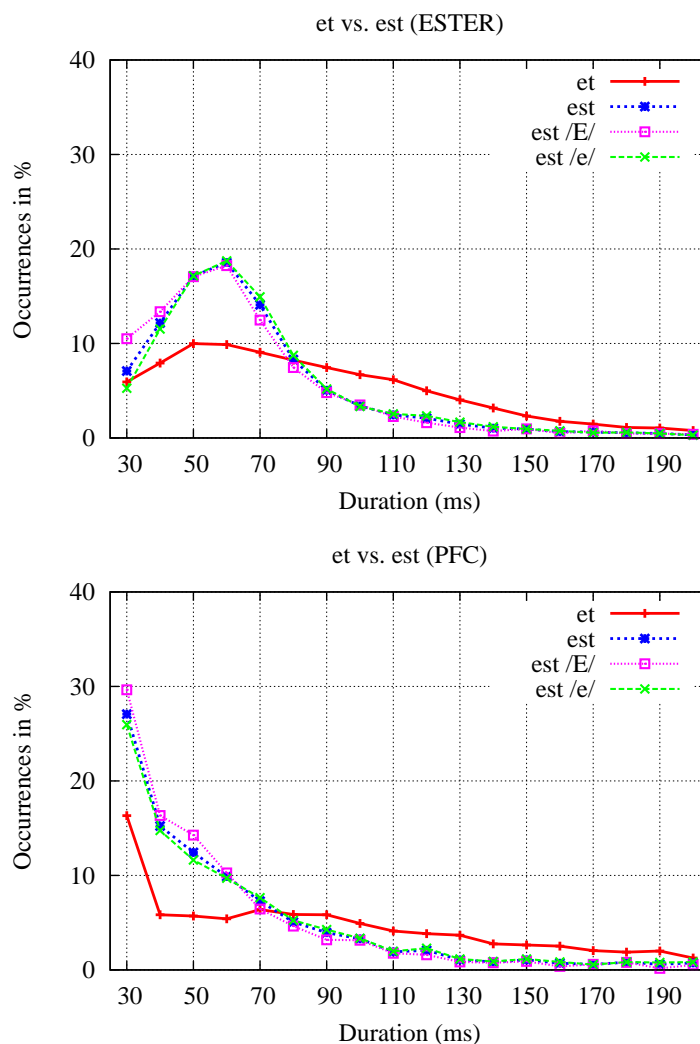 et vs. est (ESTER)
40
30
20
10
0
Occurrences in %
et
est
est /E/
est /e/
30 50 70 90 110 130 150 170 190
Duration (ms)
et vs. est (PFC)
40
30
20
10
0
Occurrences in %
et
est
est /E/
est /e/
30 50 70 90 110 130 150 170 190
Duration (ms)